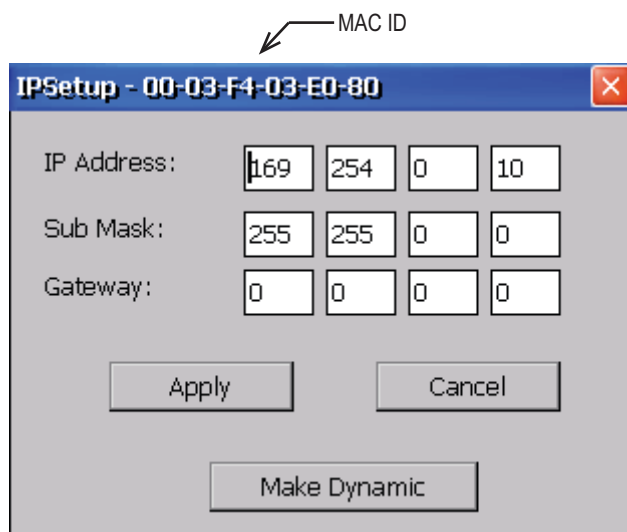 MAC ID
IPSetup - 00-03-F4-03-E0-80
IP Address: 169 254 0 10
Sub Mask: 255 255 0 0
Gateway: 0 0 0 0
Apply Cancel
Make Dynamic